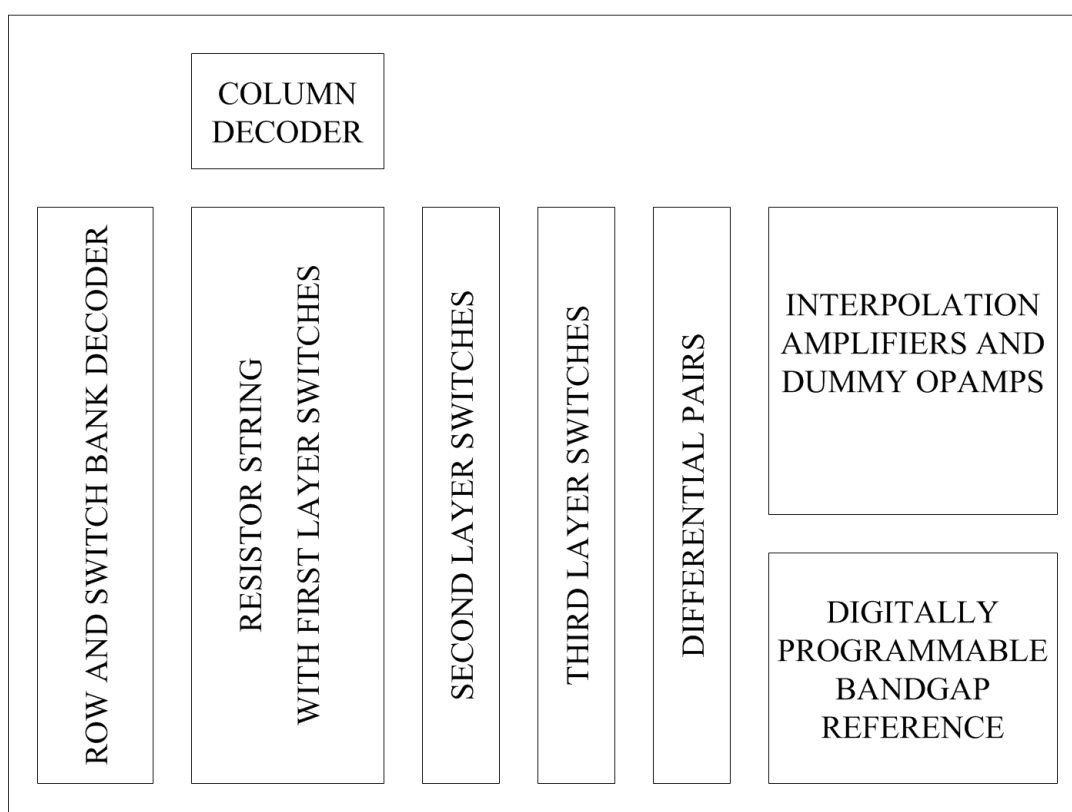 COLUMN
DECODER
ROW AND SWITCH BANK DECODER
RESISTOR STRING
WITH FIRST LAYER SWITCHES
SECOND LAYER SWITCHES
THIRD LAYER SWITCHES
DIFFERENTIAL PAIRS
INTERPOLATION
AMPLIFIERS AND
DUMMY OPAMPS
DIGITALLY
PROGRAMMABLE
BANDGAP
REFERENCE